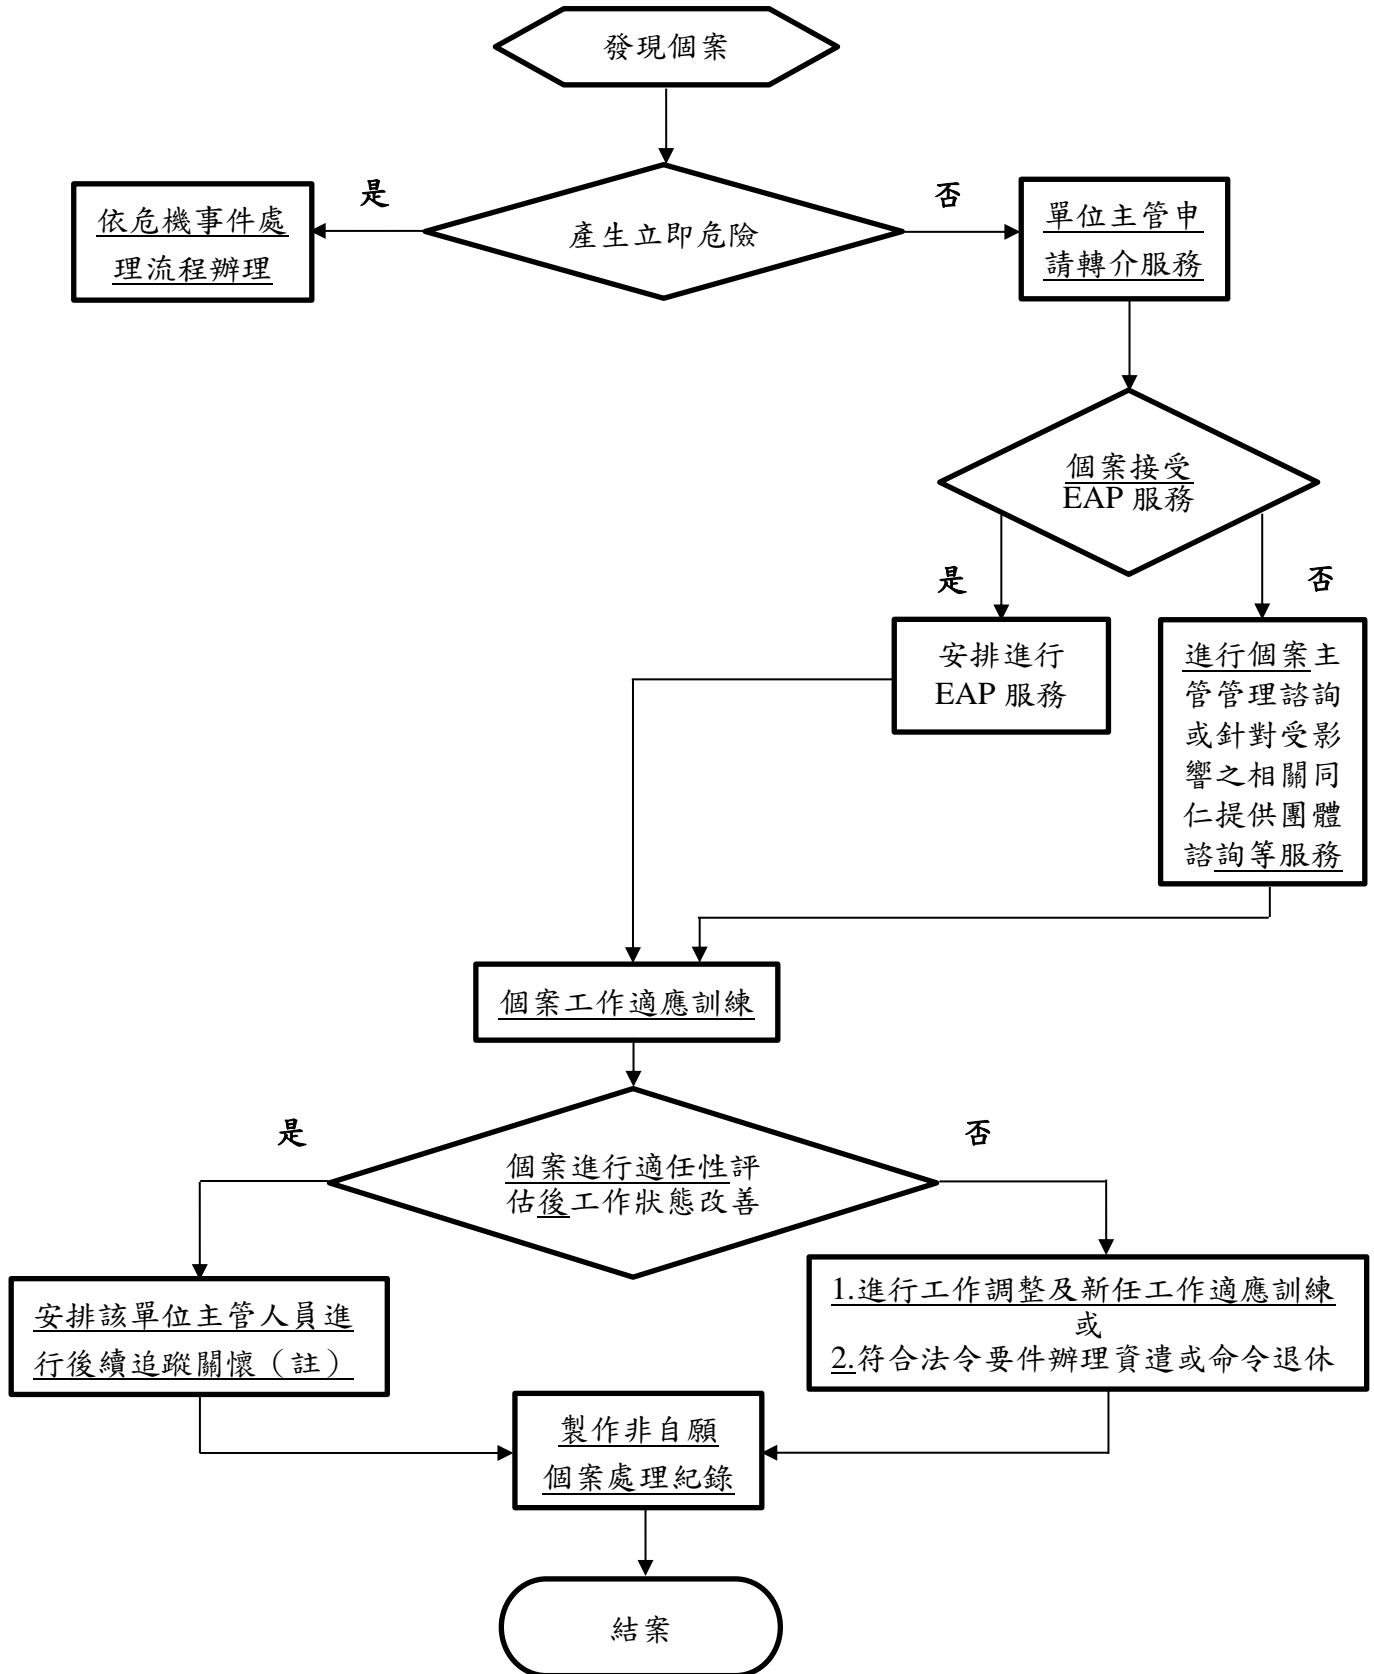 發現個案
是
否
依危機事件處
理流程辦理
產生立即危險
單位主管申
請轉介服務
個案接受
EAP 服務
是
否
安排進行
EAP 服務
進行個案主
管管理諮詢
或針對受影
響之相關同
仁提供團體
諮詢等服務
個案工作適應訓練
是
否
個案進行適任性評
估後工作狀態改善
安排該單位主管人員進
行後續追蹤關懷（註）
1.進行工作調整及新任工作適應訓練
或
2.符合法令要件辦理資遣或命令退休
製作非自願
個案處理紀錄
結案